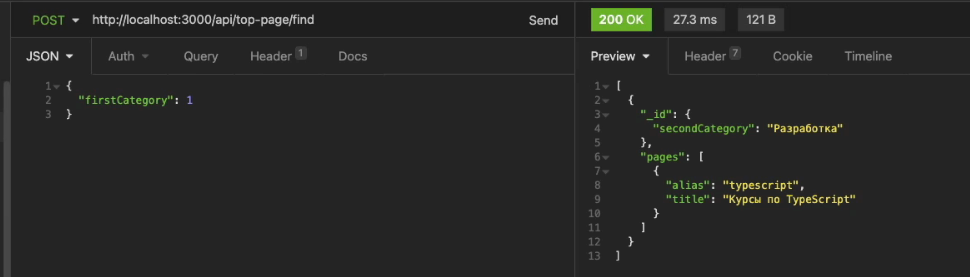 POST http://localhost:3000/api/top-page/find Send 200 OK 27.3 ms 121 B
JSON Auth Query Header 1 Docs Preview Header 7 Cookie Timeline
1 {
2 "firstCategory": 1
3 }
1 [
2 {
3 "_id": {
4 "secondCategory": "Разработка"
5 },
6 "pages": [
7 {
8 "alias": "typescript",
9 "title": "Курсы по TypeScript"
10 }
11 ]
12 }
13 ]